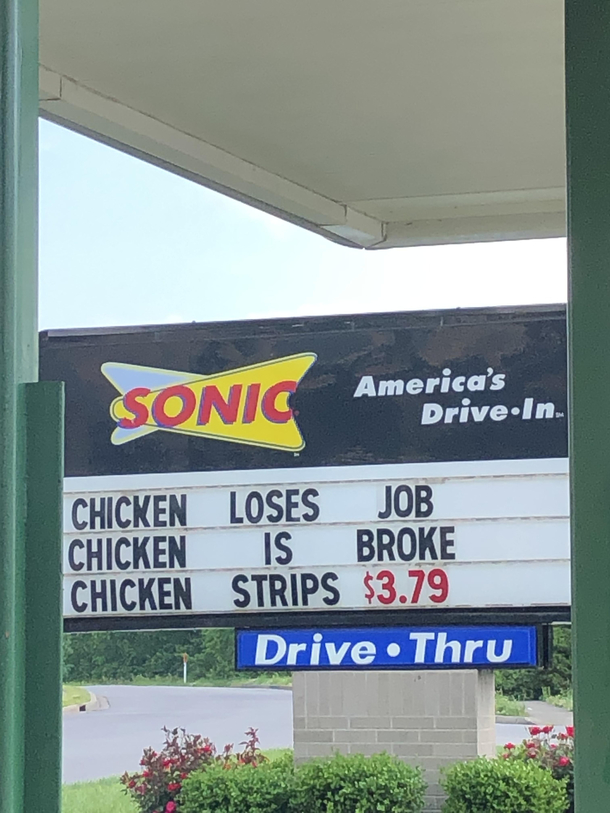 SONIC
America's
Drive•In
CHICKEN LOSES JOB
CHICKEN IS BROKE
CHICKEN STRIPS $3.79
Drive • Thru